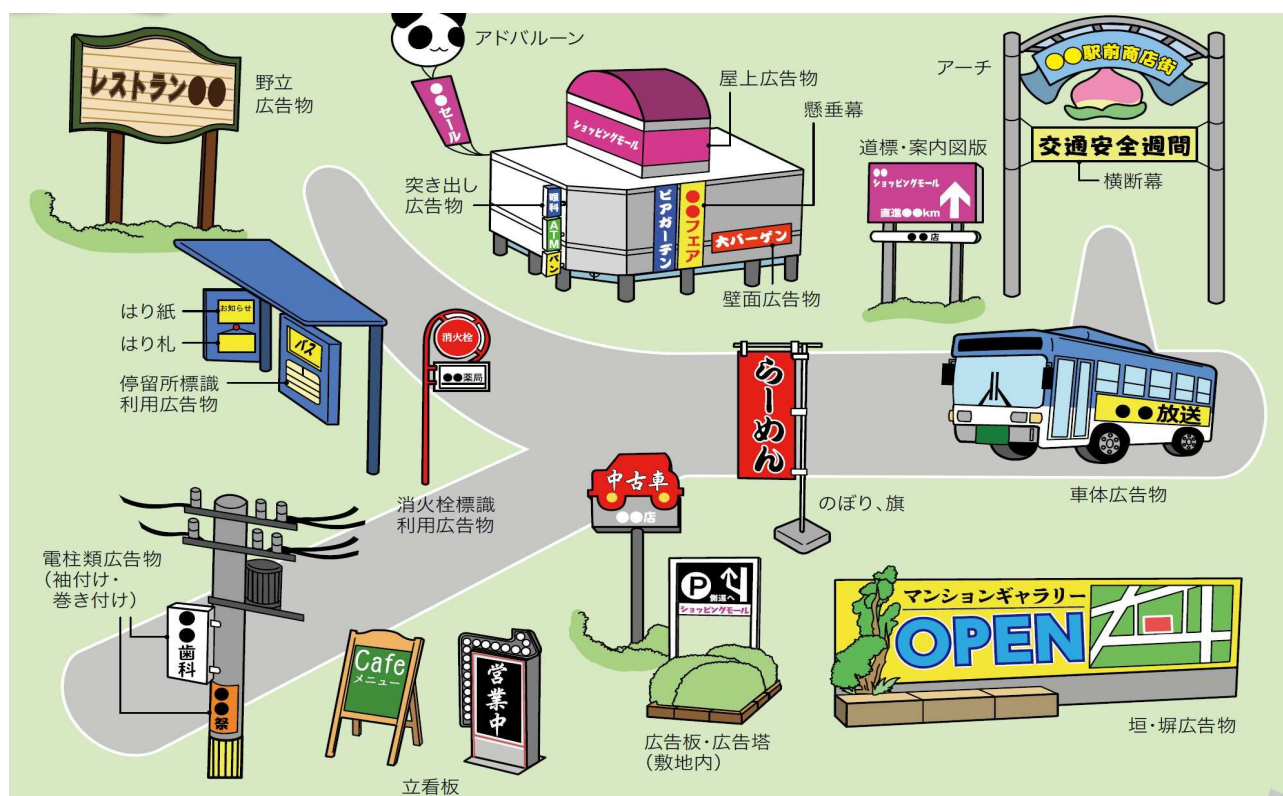 レストラン●●
野立
広告物
アドバルーン
●●セール
ショッピングモール
屋上広告物
懸垂幕
突き出し
広告物
眼科
ATM
パン
ビアガーデン
●●フェア
大バーゲン
壁面広告物
アーチ
●●駅前商店街
交通安全週間
横断幕
道標・案内図版
●●
ショッピングモール
直進●●km
●●店
はり紙
お知らせ
はり札
バス
停留所標識
利用広告物
消火栓
●●薬局
消火栓標識
利用広告物
らーめん
のぼり、旗
●●放送
車体広告物
電柱類広告物
(袖付け・
巻き付け)
●●歯科
●●祭
Cafe
メニュー
営業中
立看板
中古車
●●店
P
側道へ
ショッピングモール
広告板・広告塔
(敷地内)
マンションギャラリー
OPEN
垣・塀広告物